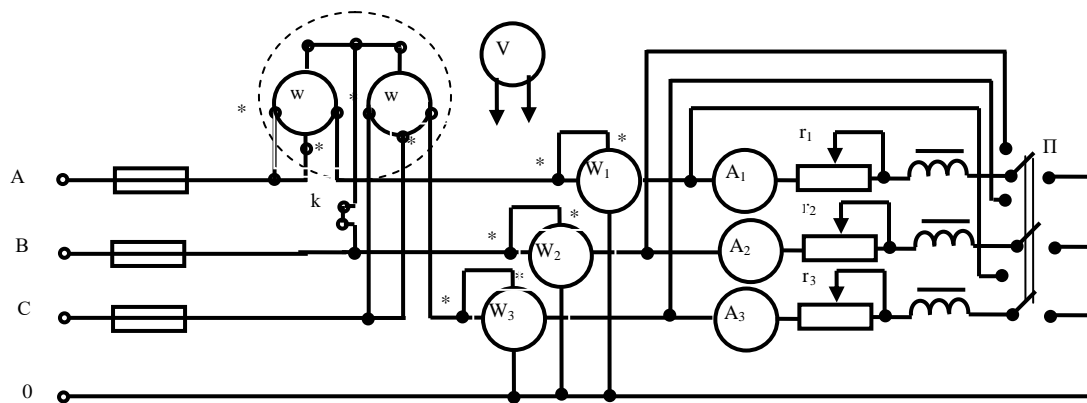 V
w w
* *
* *
* *
r₁ П
A W₁ A₁
k
* r₂
B * W₂ A₂
* r₃
C * W₃ A₃
0